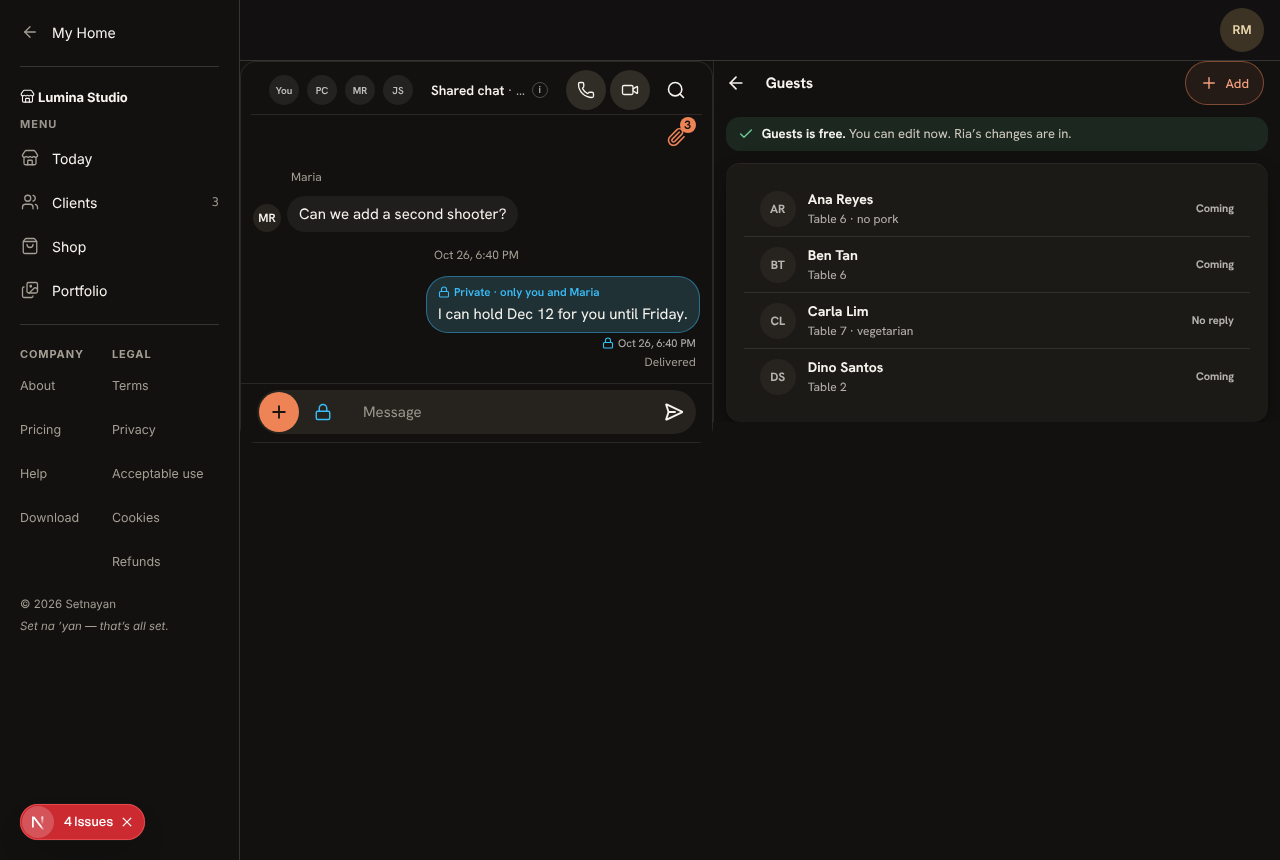 My Home
RM
Lumina Studio
MENU
Today
Clients 3
Shop
Portfolio
COMPANY
LEGAL
About
Terms
Pricing
Privacy
Help
Acceptable use
Download
Cookies
Refunds
© 2026 Setnayan
Set na 'yan — that's all set.
4 Issues
You
PC
MR
JS
Shared chat · ...
3
Maria
MR
Can we add a second shooter?
Oct 26, 6:40 PM
Private · only you and Maria
I can hold Dec 12 for you until Friday.
Oct 26, 6:40 PM
Delivered
Message
Guests
Add
Guests is free. You can edit now. Ria’s changes are in.
AR
Ana Reyes
Table 6 · no pork
Coming
BT
Ben Tan
Table 6
Coming
CL
Carla Lim
Table 7 · vegetarian
No reply
DS
Dino Santos
Table 2
Coming